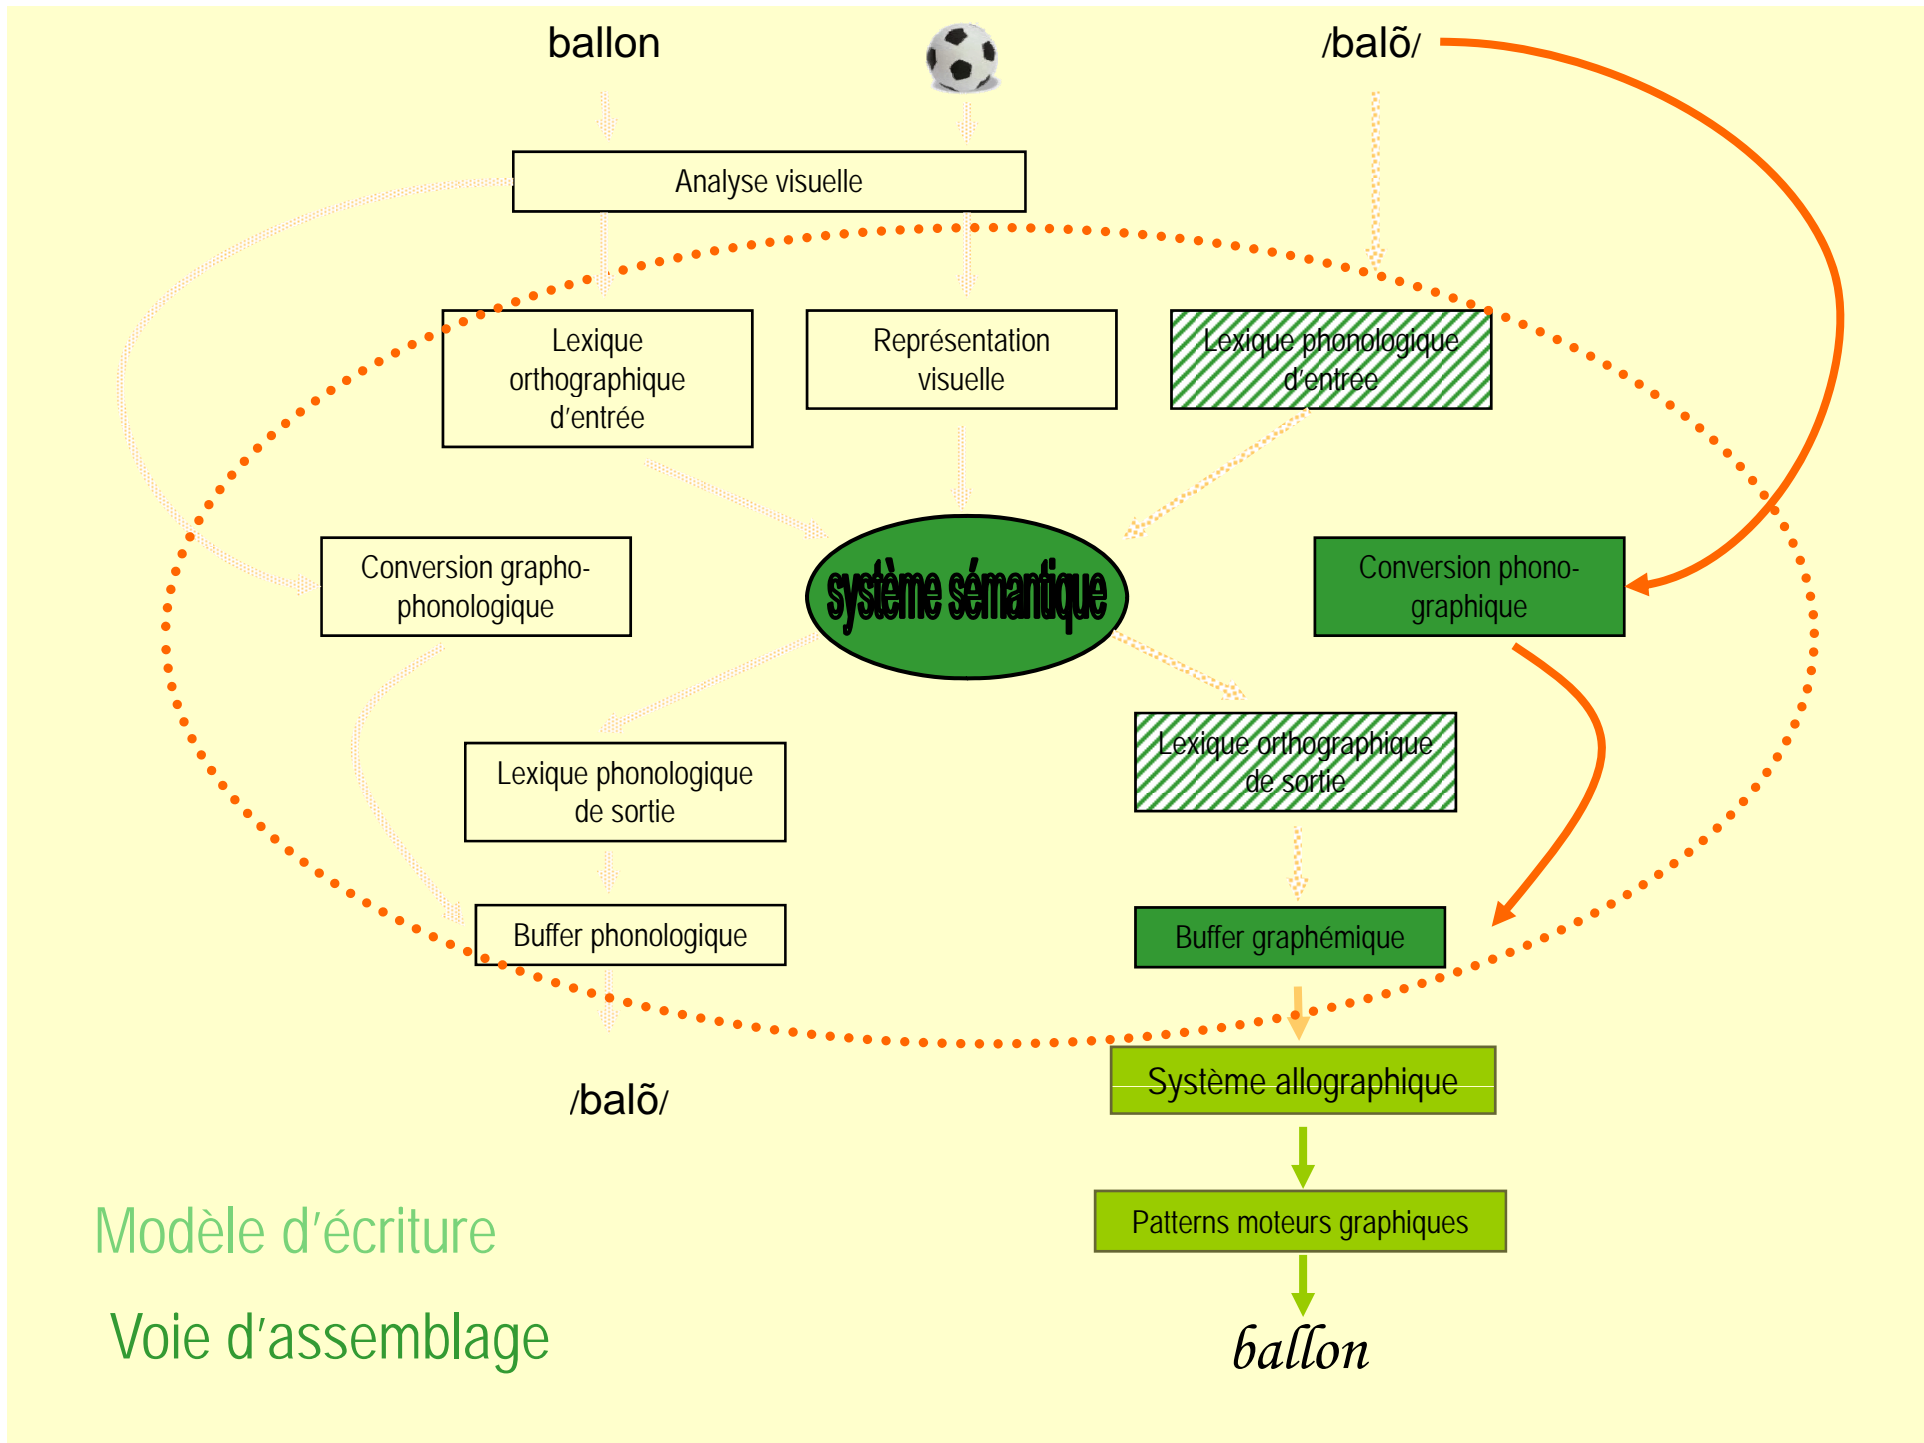 ballon
/balõ/
Analyse visuelle
Lexique
orthographique
d'entrée
Représentation
visuelle
Lexique phonologique
d'entrée
Conversion grapho-
phonologique
système sémantique
Conversion phono-
graphique
Lexique phonologique
de sortie
Lexique orthographique
de sortie
Buffer phonologique
Buffer graphémique
/balõ/
Système allographique
Patterns moteurs graphiques
Modèle d'écriture
Voie d'assemblage
ballon